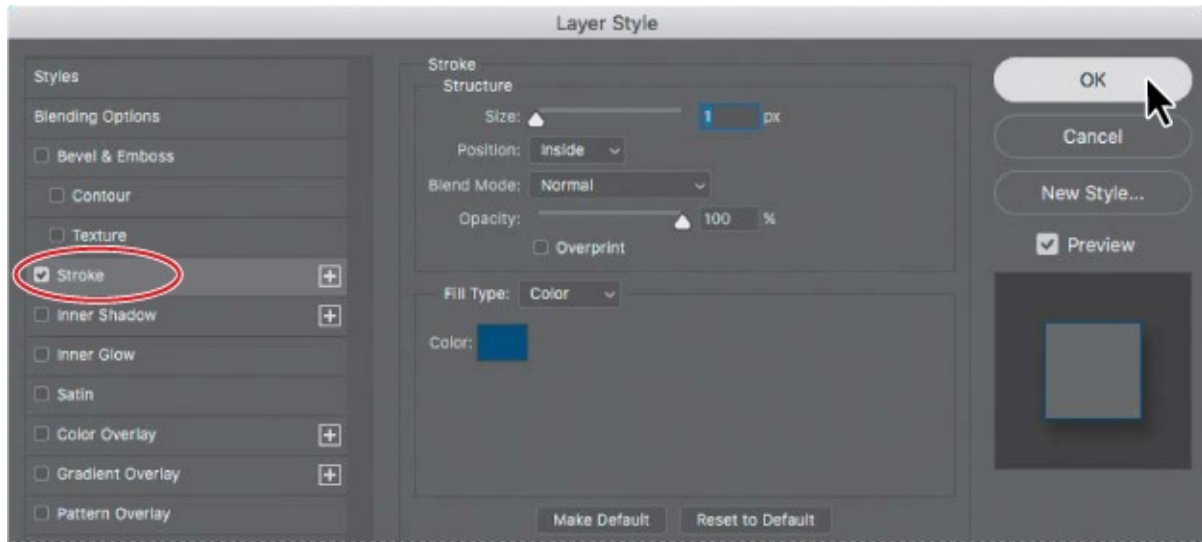 Layer Style
Styles
Blending Options
Bevel & Emboss
Contour
Texture
Stroke
Inner Shadow
Inner Glow
Satin
Color Overlay
Gradient Overlay
Pattern Overlay
Stroke
Structure
Size: 1 px
Position: Inside
Blend Mode: Normal
Opacity: 100 %
Overprint
Fill Type: Color
Color:
Make Default Reset to Default
OK
Cancel
New Style...
Preview